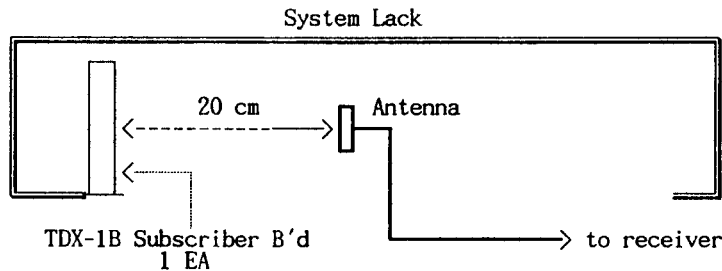 System Lack
20 cm
Antenna
TDX-1B Subscriber B'd
1 EA
to receiver